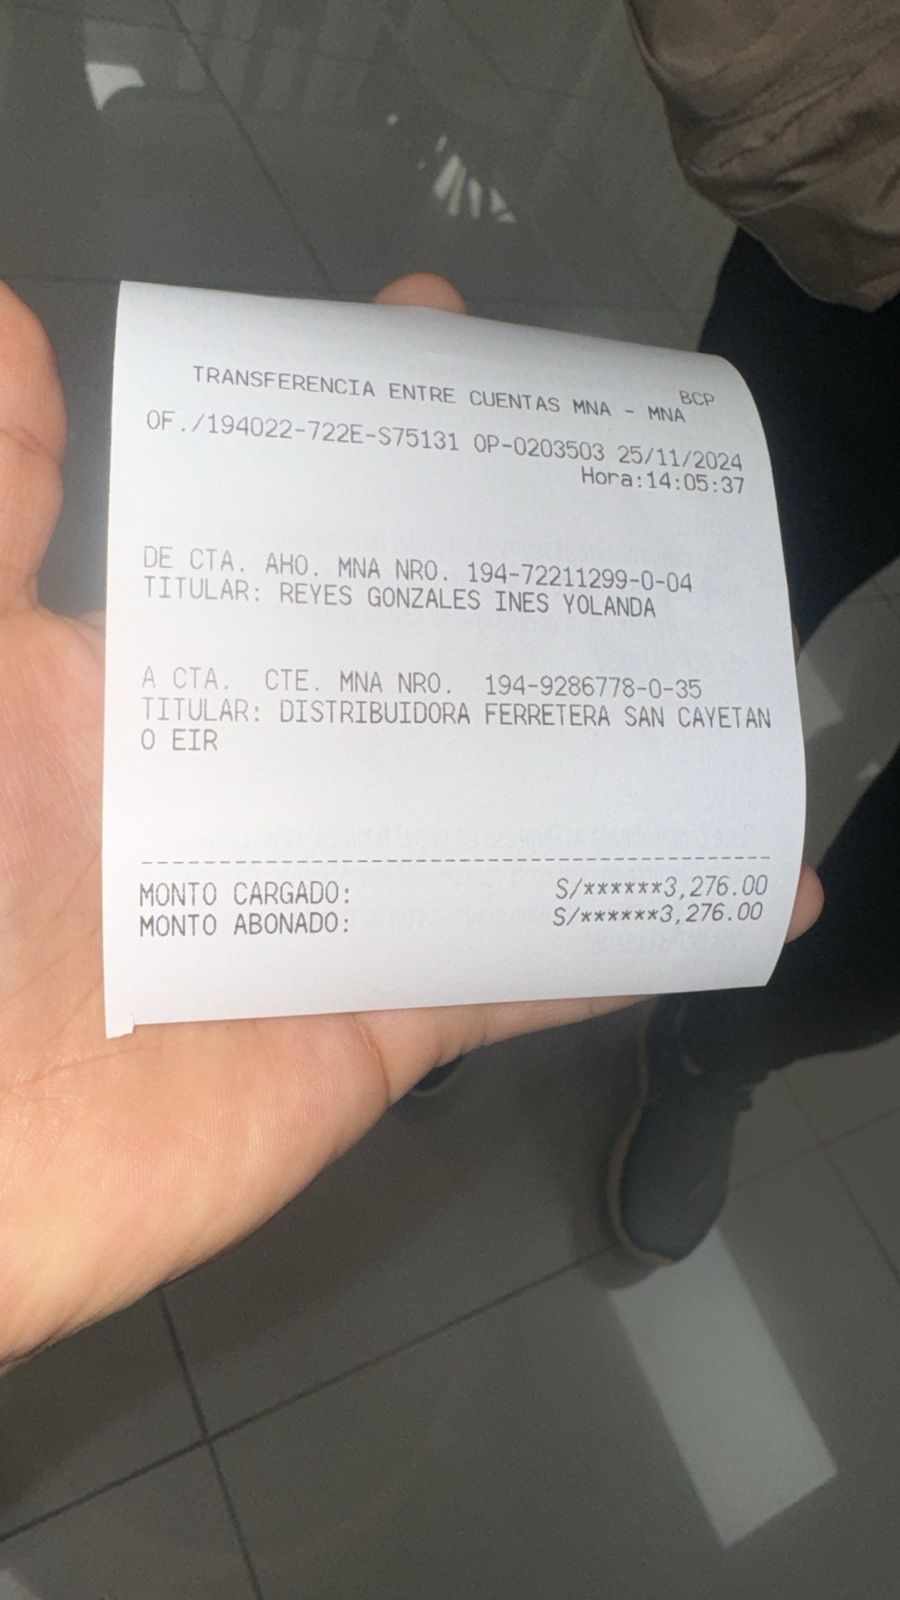 BCP
TRANSFERENCIA ENTRE CUENTAS MNA - MNA
OF./194022-722E-S75131 OP-0203503 25/11/2024
Hora:14:05:37
DE CTA. AHO. MNA NRO. 194-72211299-0-04
TITULAR: REYES GONZALES INES YOLANDA
A CTA. CTE. MNA NRO. 194-9286778-0-35
TITULAR: DISTRIBUIDORA FERRETERA SAN CAYETAN
O EIR
MONTO CARGADO: S/******3,276.00
MONTO ABONADO: S/******3,276.00